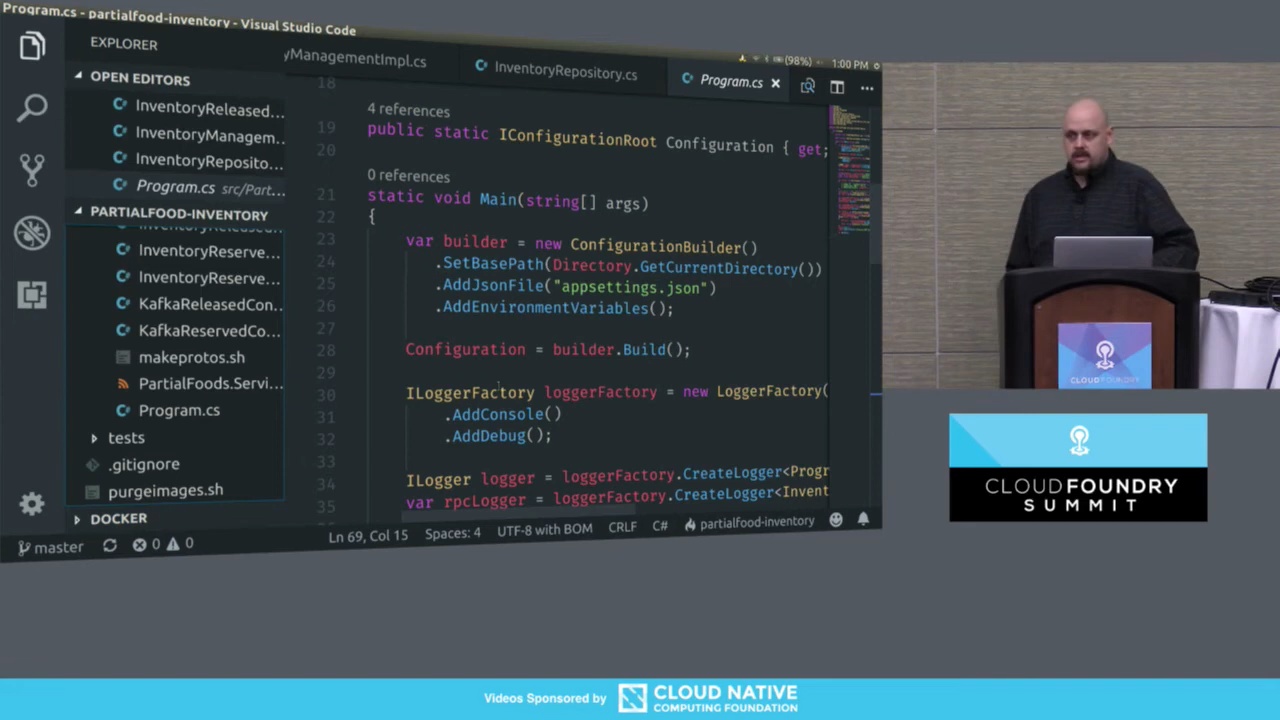 Program.cs - partialfood-inventory - Visual Studio Code
(98%) 1:00 PM
EXPLORER
OPEN EDITORS
InventoryReleased...
InventoryManagem...
InventoryReposito...
Program.cs src/Part...
PARTIALFOOD-INVENTORY
InventoryReserve...
InventoryReserve...
KafkaReleasedCon...
KafkaReservedCo...
makeprotos.sh
PartialFoods.Servi...
Program.cs
tests
.gitignore
purgeimages.sh
DOCKER
yManagementImpl.cs
InventoryRepository.cs
Program.cs
18
4 references
19 public static IConfigurationRoot Configuration { get;
20
0 references
21 static void Main(string[] args)
22 {
23 var builder = new ConfigurationBuilder()
24 .SetBasePath(Directory.GetCurrentDirectory())
25 .AddJsonFile("appsettings.json")
26 .AddEnvironmentVariables();
27
28 Configuration = builder.Build();
29
30 ILoggerFactory loggerFactory = new LoggerFactory(
31 .AddConsole()
32 .AddDebug();
33
34 ILogger logger = loggerFactory.CreateLogger<Progr
35 var rpcLogger = loggerFactory.CreateLogger<Invent
master 0 0 Ln 69, Col 15 Spaces: 4 UTF-8 with BOM CRLF C# partialfood-inventory
CLOUD FOUNDRY
CLOUDFOUNDRY
SUMMIT
Videos Sponsored by
CLOUD NATIVE
COMPUTING FOUNDATION